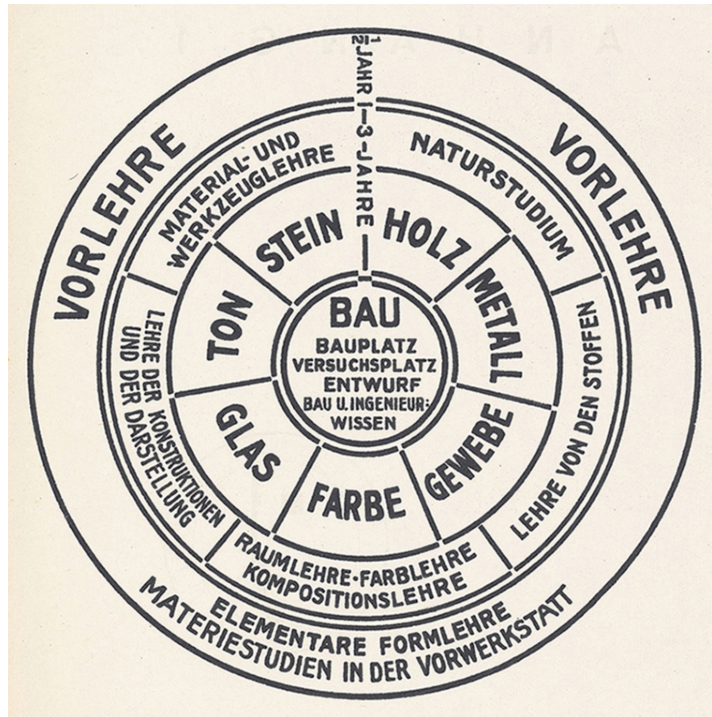 VORLEHRE
VORLEHRE
½ JAHR
1–3–JAHRE
MATERIAL- UND
WERKZEUGLEHRE
NATURSTUDIUM
STEIN
HOLZ
TON
METALL
GLAS
GEWEBE
FARBE
LEHRE DER KONSTRUKTIONEN
UND DER DARSTELLUNG
LEHRE VON DEN STOFFEN
BAU
BAUPLATZ
VERSUCHSPLATZ
ENTWURF
BAU U. INGENIEUR-
WISSEN
RAUMLEHRE·FARBLEHRE
KOMPOSITIONSLEHRE
ELEMENTARE FORMLEHRE
MATERIESTUDIEN IN DER VORWERKSTATT